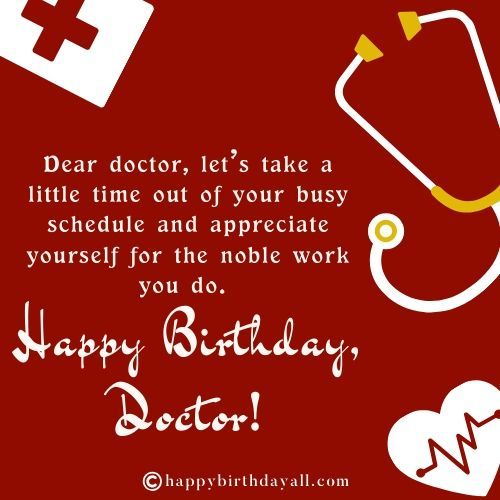 Dear doctor, let's take a
little time out of your busy
schedule and appreciate
yourself for the noble work
you do.
Happy Birthday,
Doctor!
©happybirthdayall.com